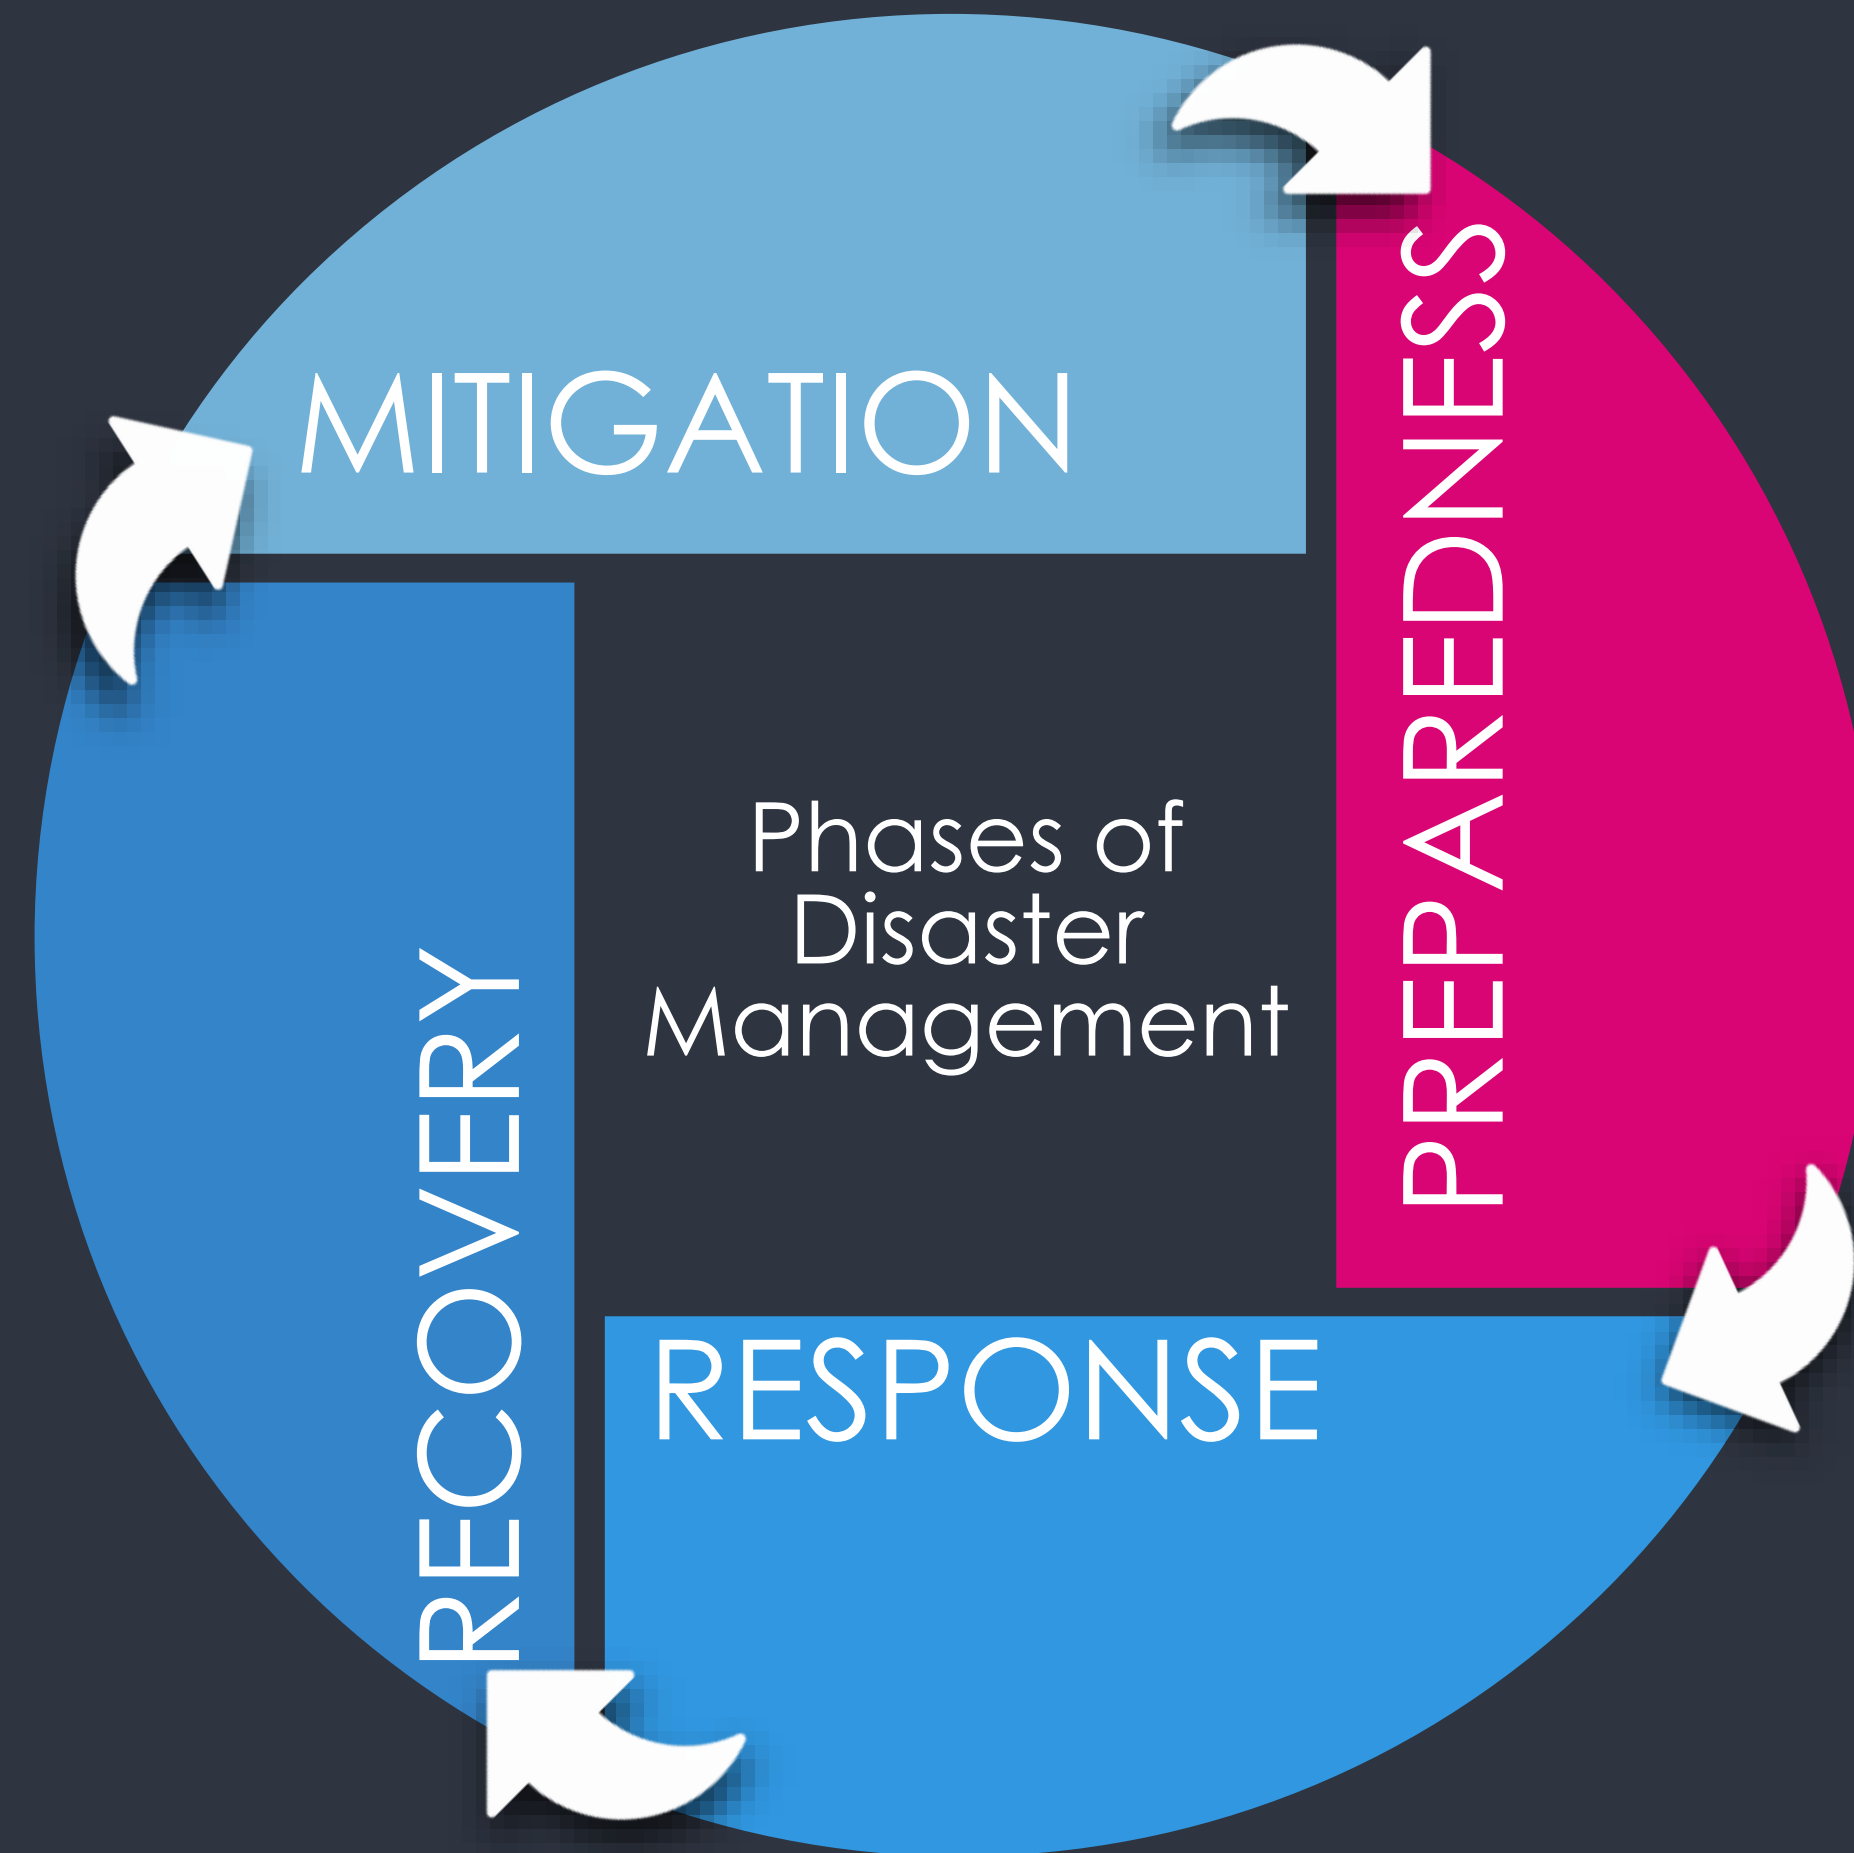 MITIGATION
PREPAREDNESS
Phases of
Disaster
Management
RECOVERY
RESPONSE